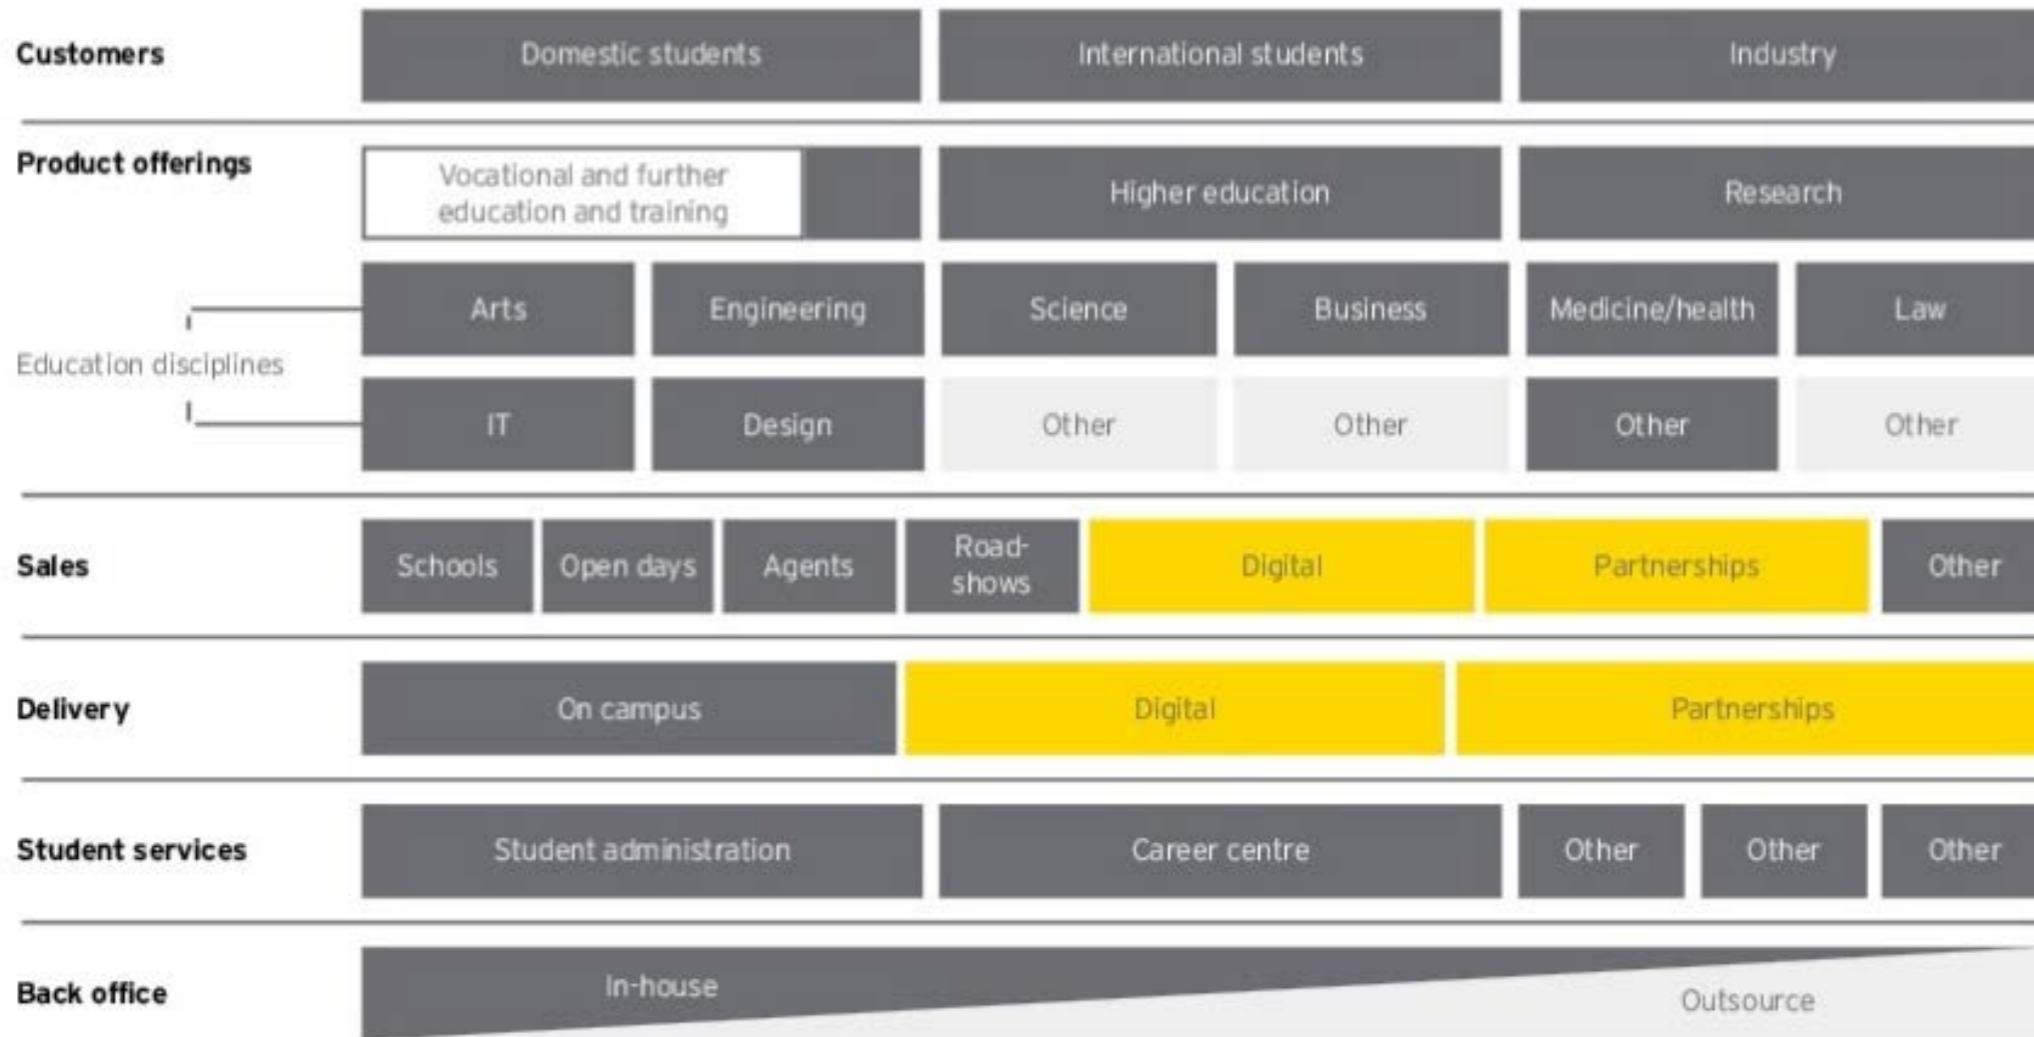 Customers
Domestic students
International students
Industry
Product offerings
Vocational and further
education and training
Higher education
Research
Education disciplines
Arts
Engineering
Science
Business
Medicine/health
Law
IT
Design
Other
Other
Other
Other
Sales
Schools
Open days
Agents
Road-
shows
Digital
Partnerships
Other
Delivery
On campus
Digital
Partnerships
Student services
Student administration
Career centre
Other
Other
Other
Back office
In-house
Outsource